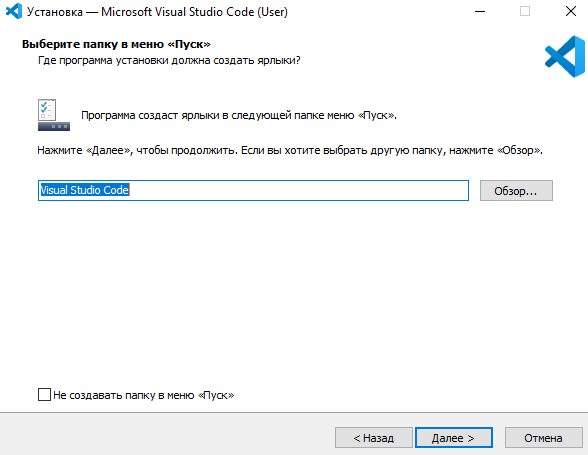 Установка — Microsoft Visual Studio Code (User)
Выберите папку в меню «Пуск»
Где программа установки должна создать ярлыки?
Программа создаст ярлыки в следующей папке меню «Пуск».
Нажмите «Далее», чтобы продолжить. Если вы хотите выбрать другую папку, нажмите «Обзор».
Visual Studio Code
Обзор...
Не создавать папку в меню «Пуск»
< Назад
Далее >
Отмена